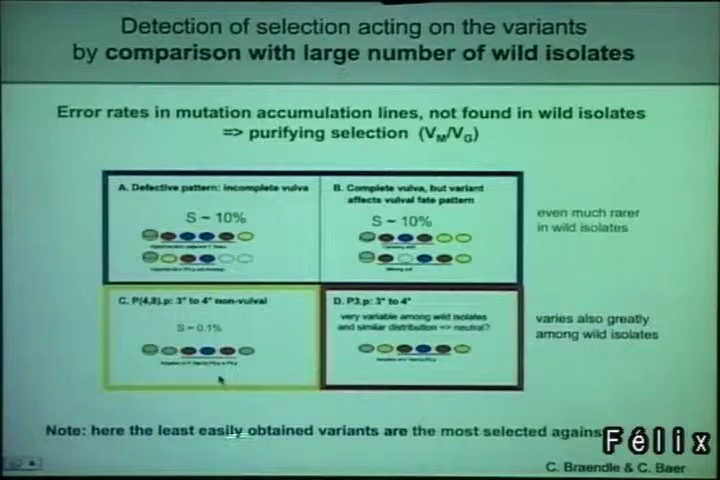 Detection of selection acting on the variants
by comparison with large number of wild isolates
Error rates in mutation accumulation lines, not found in wild isolates
=> purifying selection (VM/VG)
A. Defective pattern: incomplete vulva
S ~ 10%
B. Complete vulva, but variant
affects vulval fate pattern
S ~ 10%
even much rarer
in wild isolates
C. P(4,8).p: 3° to 4° non-vulval
S ~ 0.1%
D. P3.p: 3° to 4°
very variable among wild isolates
and similar distribution => neutral?
varies also greatly
among wild isolates
Note: here the least easily obtained variants are the most selected agains
Félix
C. Braendle & C. Baer